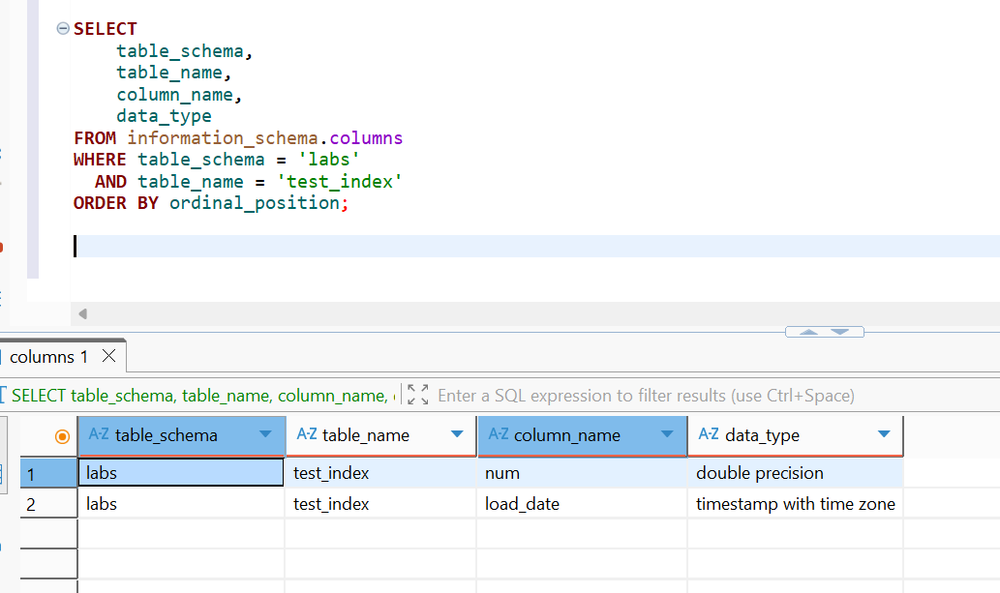 SELECT
table_schema,
table_name,
column_name,
data_type
FROM information_schema.columns
WHERE table_schema = 'labs'
AND table_name = 'test_index'
ORDER BY ordinal_position;
columns 1
SELECT table_schema, table_name, column_name, Enter a SQL expression to filter results (use Ctrl+Space)
A-Z table_schema A-Z table_name A-Z column_name A-Z data_type
1 labs test_index num double precision
2 labs test_index load_date timestamp with time zone